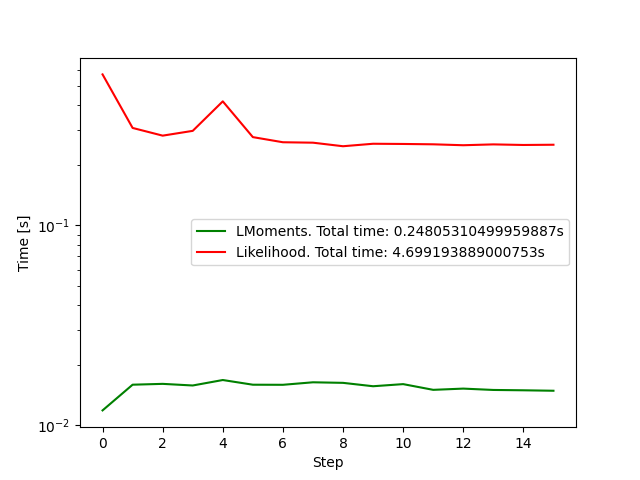 Time [s]
10⁻¹
10⁻²
LMoments. Total time: 0.24805310499959887s
Likelihood. Total time: 4.699193889000753s
0 2 4 6 8 10 12 14
Step